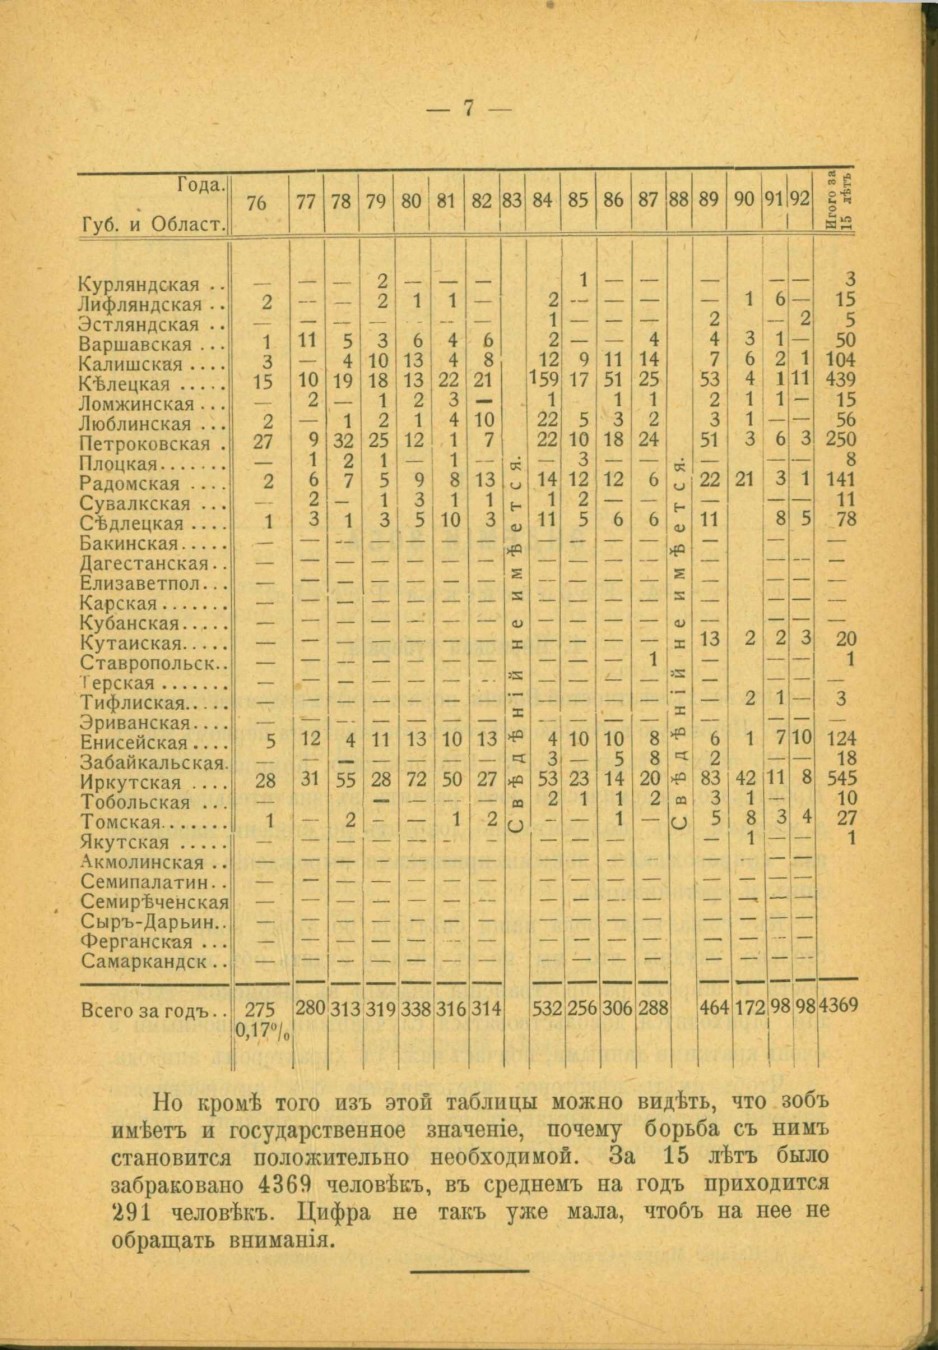 — 7 —
Года. 76 77 78 79 80 81 82 83 84 85 86 87 88 89 90 91 92 Итого за 15 лѣтъ
Губ. и Област.
Курляндская .. — — — 2 — — — 1 — — — — — 3
Лифляндская .. 2 — — 2 1 1 — 2 — — — — 1 6 — 15
Эстляндская .. — — — — — — — 1 — — — 2 — 2 5
Варшавская ... 1 11 5 3 6 4 6 2 — — 4 4 3 1 — 50
Калишская .... 3 — 4 10 13 4 8 12 9 11 14 7 6 2 1 104
Кѣлецкая ..... 15 10 19 18 13 22 21 159 17 51 25 53 4 1 11 439
Ломжинская ... — 2 — 1 2 3 — 1 1 1 2 1 1 — 15
Люблинская ... 2 — 1 2 1 4 10 22 5 3 2 3 1 — — 56
Петроковская . 27 9 32 25 12 1 7 22 10 18 24 51 3 6 3 250
Плоцкая....... — 1 2 1 — 1 — — 3 — — — — — 8
Радомская .... 2 6 7 5 9 8 13 14 12 12 6 22 21 3 1 141
Сувалкская ... — 2 — 1 3 1 1 1 2 — — — — — 11
Сѣдлецкая .... 1 3 1 3 5 10 3 11 5 6 6 11 8 5 78
Бакинская..... — — — — — — — — — — — — — — —
Дагестанская.. — — — — — — — — — — — — — — —
Елизаветпол... — — — — — — — — — — — — — — —
Карская....... — — — — — — — — — — — — — — —
Кубанская..... — — — — — — — — — — — — — — —
Кутаиская..... — — — — — — — — — — — 13 2 2 3 20
Ставропольск.. — — — — — — — — — — 1 — — — 1
Терская ....... — — — — — — — — — — — — — — —
Тифлиская..... — — — — — — — — — — — — 2 1 — 3
Эриванская.... — — — — — — — — — — — — — — —
Енисейская .... 5 12 4 11 13 10 13 4 10 10 8 6 1 7 10 124
Забайкальская. — — — — — — — 3 — 5 8 2 — — 18
Иркутская .... 28 31 55 28 72 50 27 53 23 14 20 83 42 11 8 545
Тобольская ... — — — — — 2 1 1 2 3 1 — 10
Томская....... 1 — 2 — — 1 2 — — 1 — 5 8 3 4 27
Якутская ..... — — — — — — — — — — — — 1 — — 1
Акмолинская .. — — — — — — — — — — — — — — —
Семипалатин.. — — — — — — — — — — — — — — —
Семирѣченская — — — — — — — — — — — — — — —
Сыръ-Дарьин.. — — — — — — — — — — — — — — —
Ферганская ... — — — — — — — — — — — — — — —
Самаркандск .. — — — — — — — — — — — — — — —
Свѣдѣній не имѣется.
Свѣдѣній не имѣется.
Всего за годъ.. 275 280 313 319 338 316 314 532 256 306 288 464 172 98 98 4369
0,17%
Но кромѣ того изъ этой таблицы можно видѣть, что зобъ
имѣетъ и государственное значеніе, почему борьба съ нимъ
становится положительно необходимой. За 15 лѣтъ было
забраковано 4369 человѣкъ, въ среднемъ на годъ приходится
291 человѣкъ. Цифра не такъ уже мала, чтобъ на нее не
обращать вниманія.